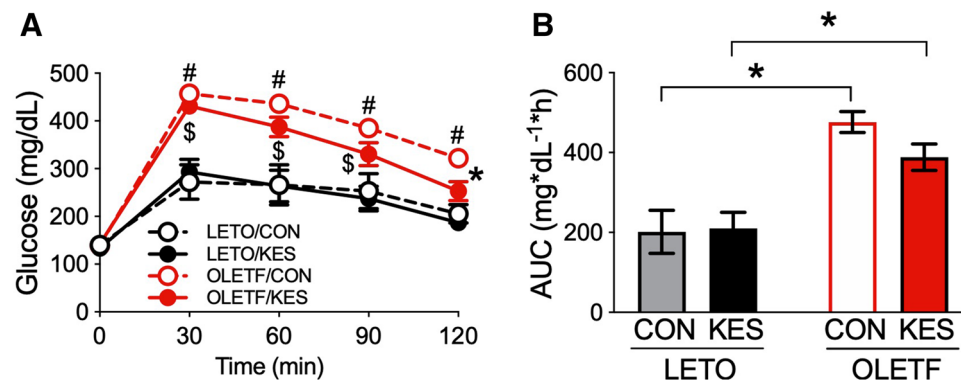 A
Glucose (mg/dL)
500
400
300
200
100
0
# # # #
$ $ $ *
LETO/CON
LETO/KES
OLETF/CON
OLETF/KES
0 30 60 90 120
Time (min)
B
AUC (mg*dL⁻¹*h)
600
400
200
0
*
*
CON KES CON KES
LETO OLETF